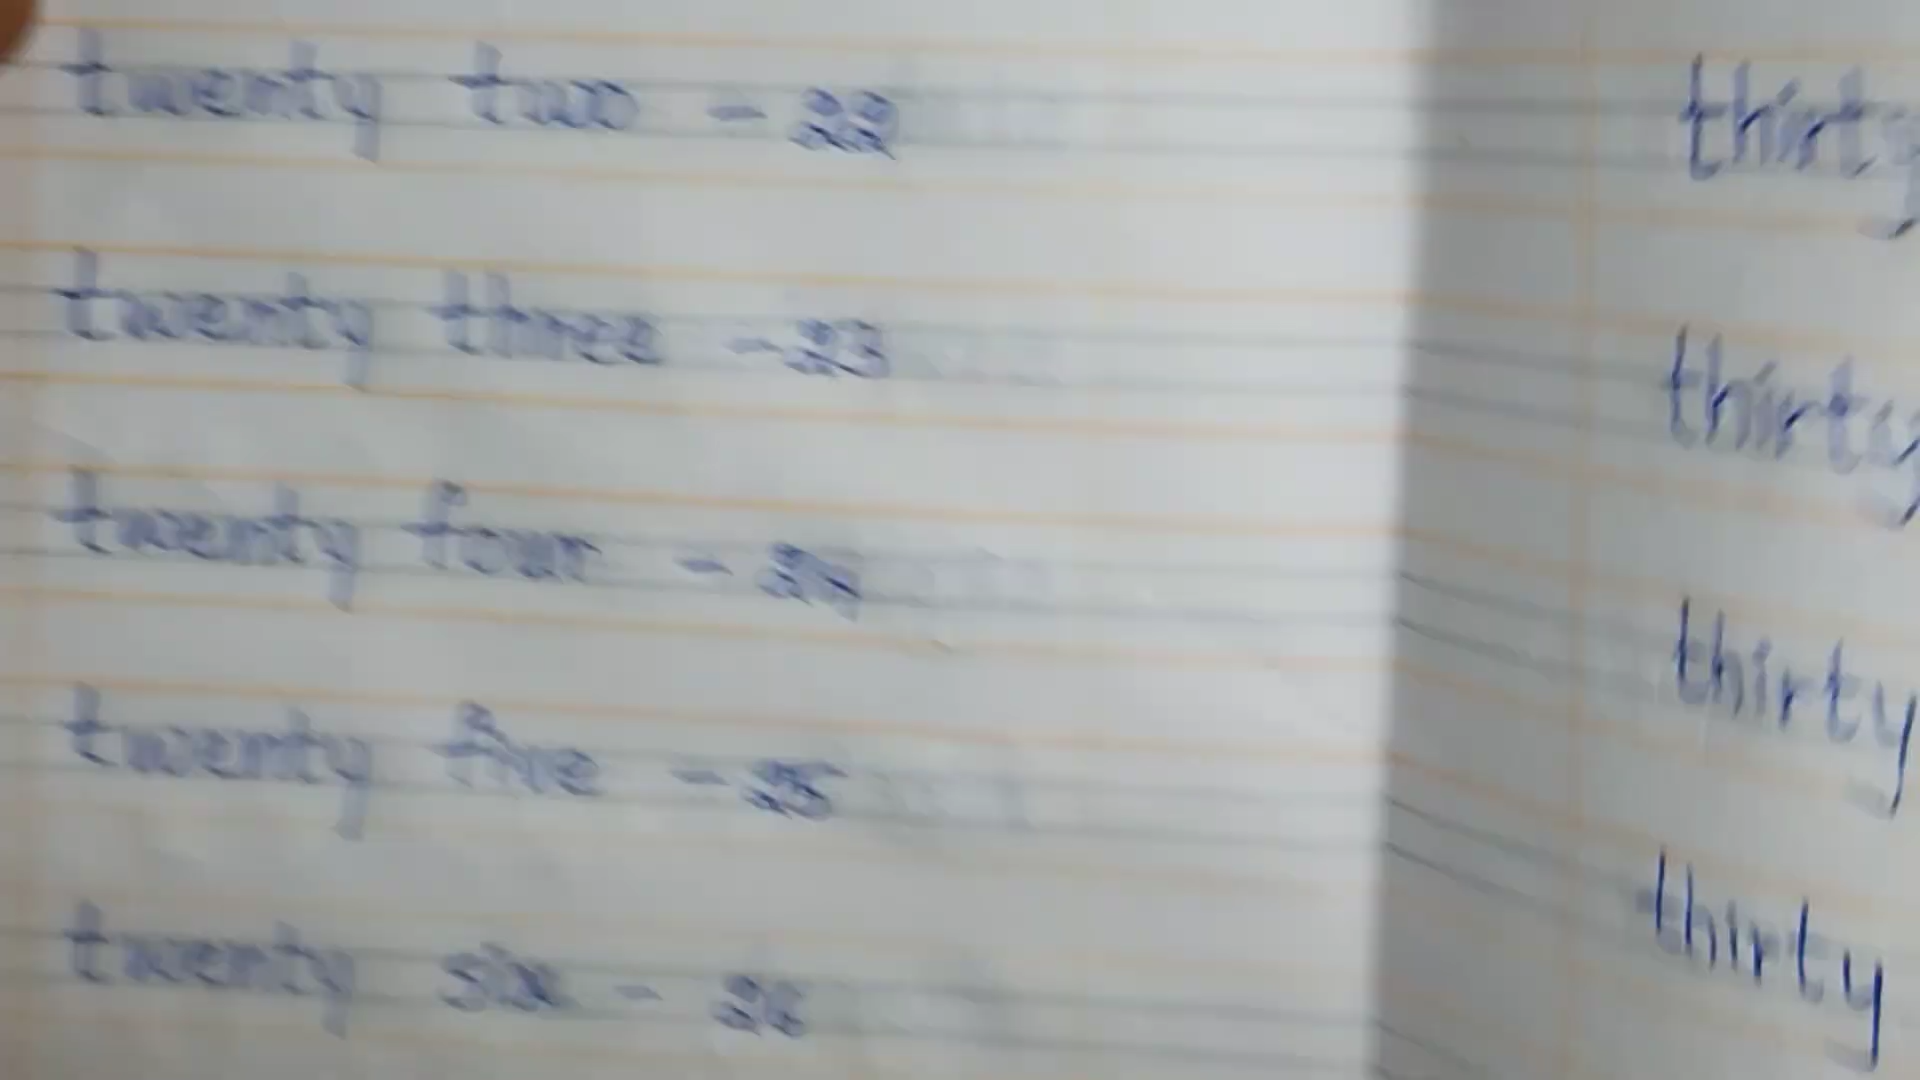 twenty two - 22
twenty three - 23
twenty four - 24
twenty five - 25
twenty six - 26
thirty
thirty
thirty
thirty